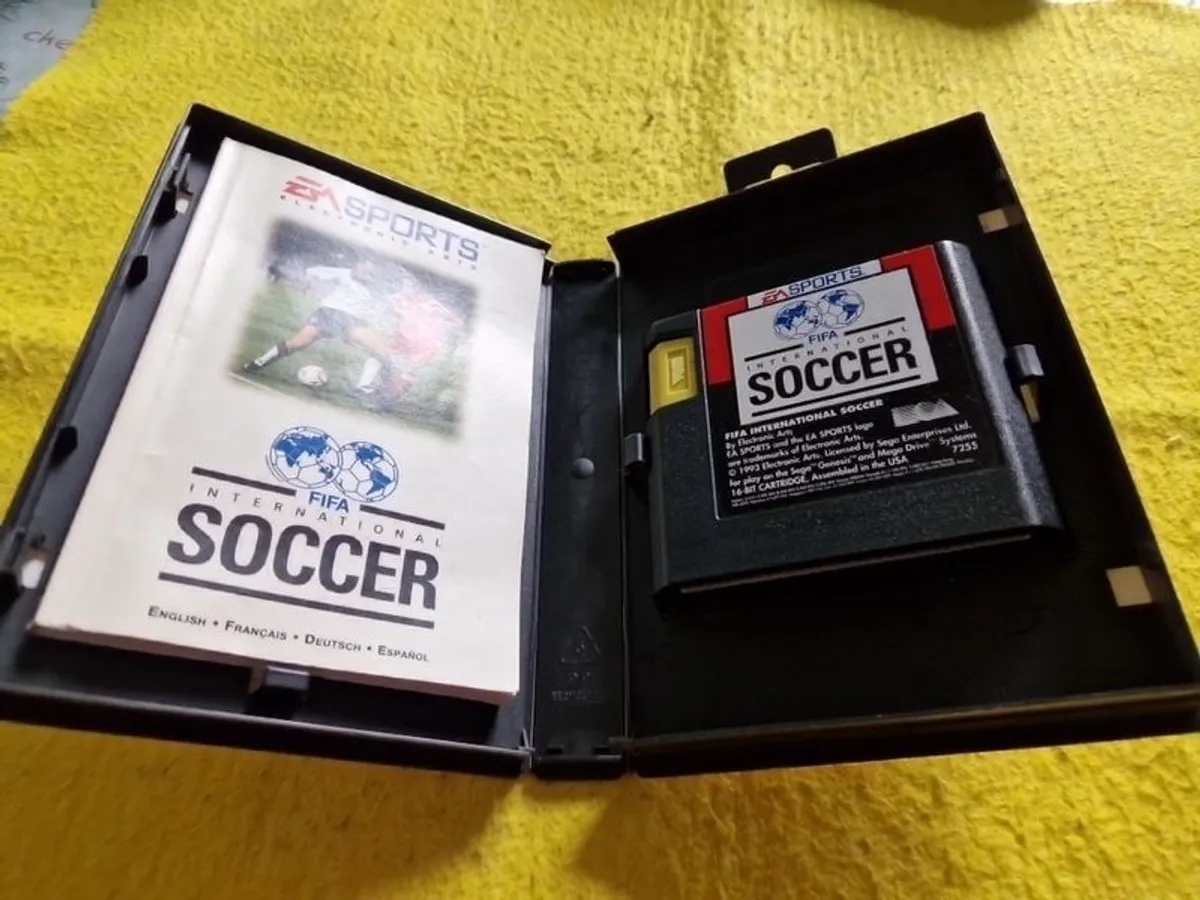 che
EA SPORTS
ELECTRONIC ARTS
FIFA
INTERNATIONAL
SOCCER
ENGLISH • FRANÇAIS • DEUTSCH • ESPAÑOL
EA SPORTS
FIFA
INTERNATIONAL
SOCCER
FIFA INTERNATIONAL SOCCER
By Electronic Arts
EA SPORTS and the EA SPORTS logo
are trademarks of Electronic Arts.
© 1993 Electronic Arts. Licensed by Sega Enterprises Ltd.
for play on the Sega™ Genesis™ and Mega Drive™ Systems
16-BIT CARTRIDGE. Assembled in the USA
7255